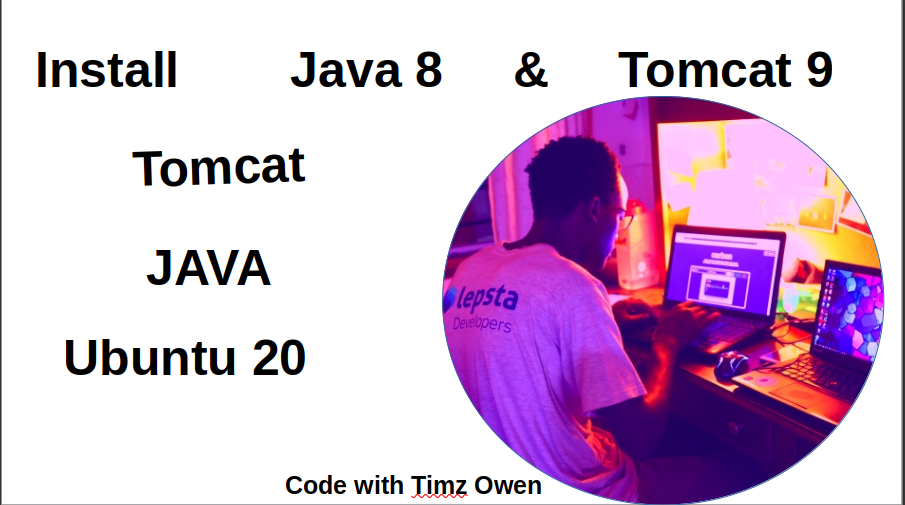 Install Java 8 & Tomcat 9
Tomcat
JAVA
Ubuntu 20
lepsta
Developers
Code with Timz Owen